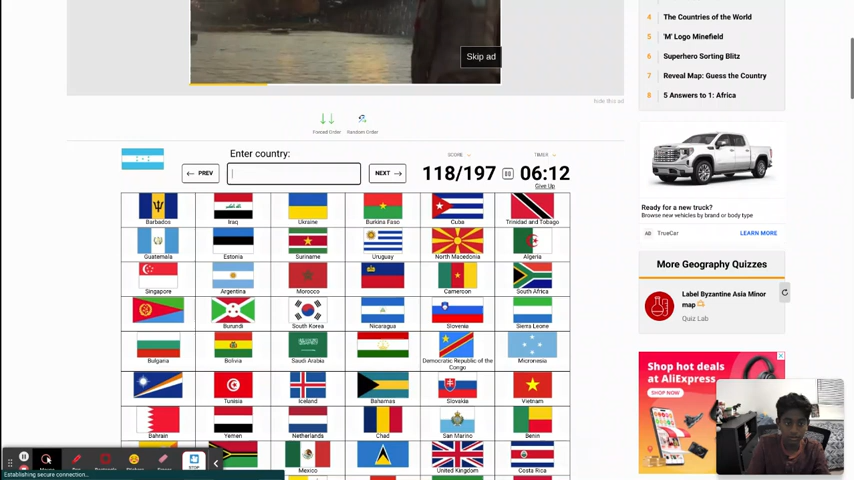 Skip ad
hide this ad
4 The Countries of the World
5 'M' Logo Minefield
6 Superhero Sorting Blitz
7 Reveal Map: Guess the Country
8 5 Answers to 1: Africa
Forced Order
Random Order
Enter country:
← PREV
NEXT →
SCORE
118/197
TIMER
06:12
Give Up
Barbados
Iraq
Ukraine
Burkina Faso
Cuba
Trinidad and Tobago
Guatemala
Estonia
Suriname
Uruguay
North Macedonia
Algeria
Singapore
Argentina
Morocco
Cameroon
South Africa
Burundi
South Korea
Nicaragua
Slovenia
Sierra Leone
Bulgaria
Bolivia
Saudi Arabia
Democratic Republic of the
Congo
Micronesia
Tunisia
Iceland
Bahamas
Slovakia
Vietnam
Bahrain
Yemen
Netherlands
Chad
San Marino
Benin
Mexico
United Kingdom
Costa Rica
Ready for a new truck?
Browse new vehicles by brand or body type
AD TrueCar
LEARN MORE
More Geography Quizzes
Label Byzantine Asia Minor
map
Quiz Lab
Shop hot deals
at AliExpress
SHOP NOW
STOP
Establishing secure connection...